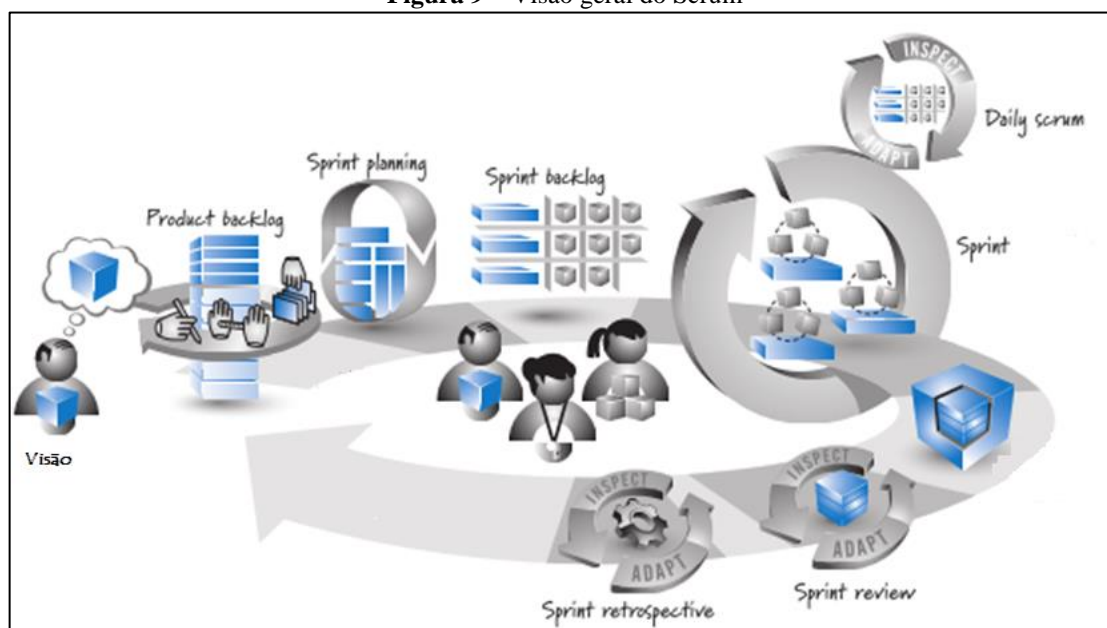 Figura 9 – Visão geral do Scrum
INSPECT
ADAPT
Daily scrum
Sprint planning
Sprint backlog
Product backlog
Sprint
Visão
INSPECT
ADAPT
Sprint review
INSPECT
ADAPT
Sprint retrospective